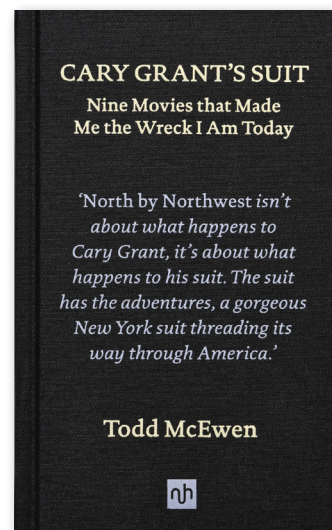 CARY GRANT'S SUIT
Nine Movies that Made
Me the Wreck I Am Today
‘North by Northwest isn’t
about what happens to
Cary Grant, it’s about what
happens to his suit. The suit
has the adventures, a gorgeous
New York suit threading its
way through America.’
Todd McEwen
nh